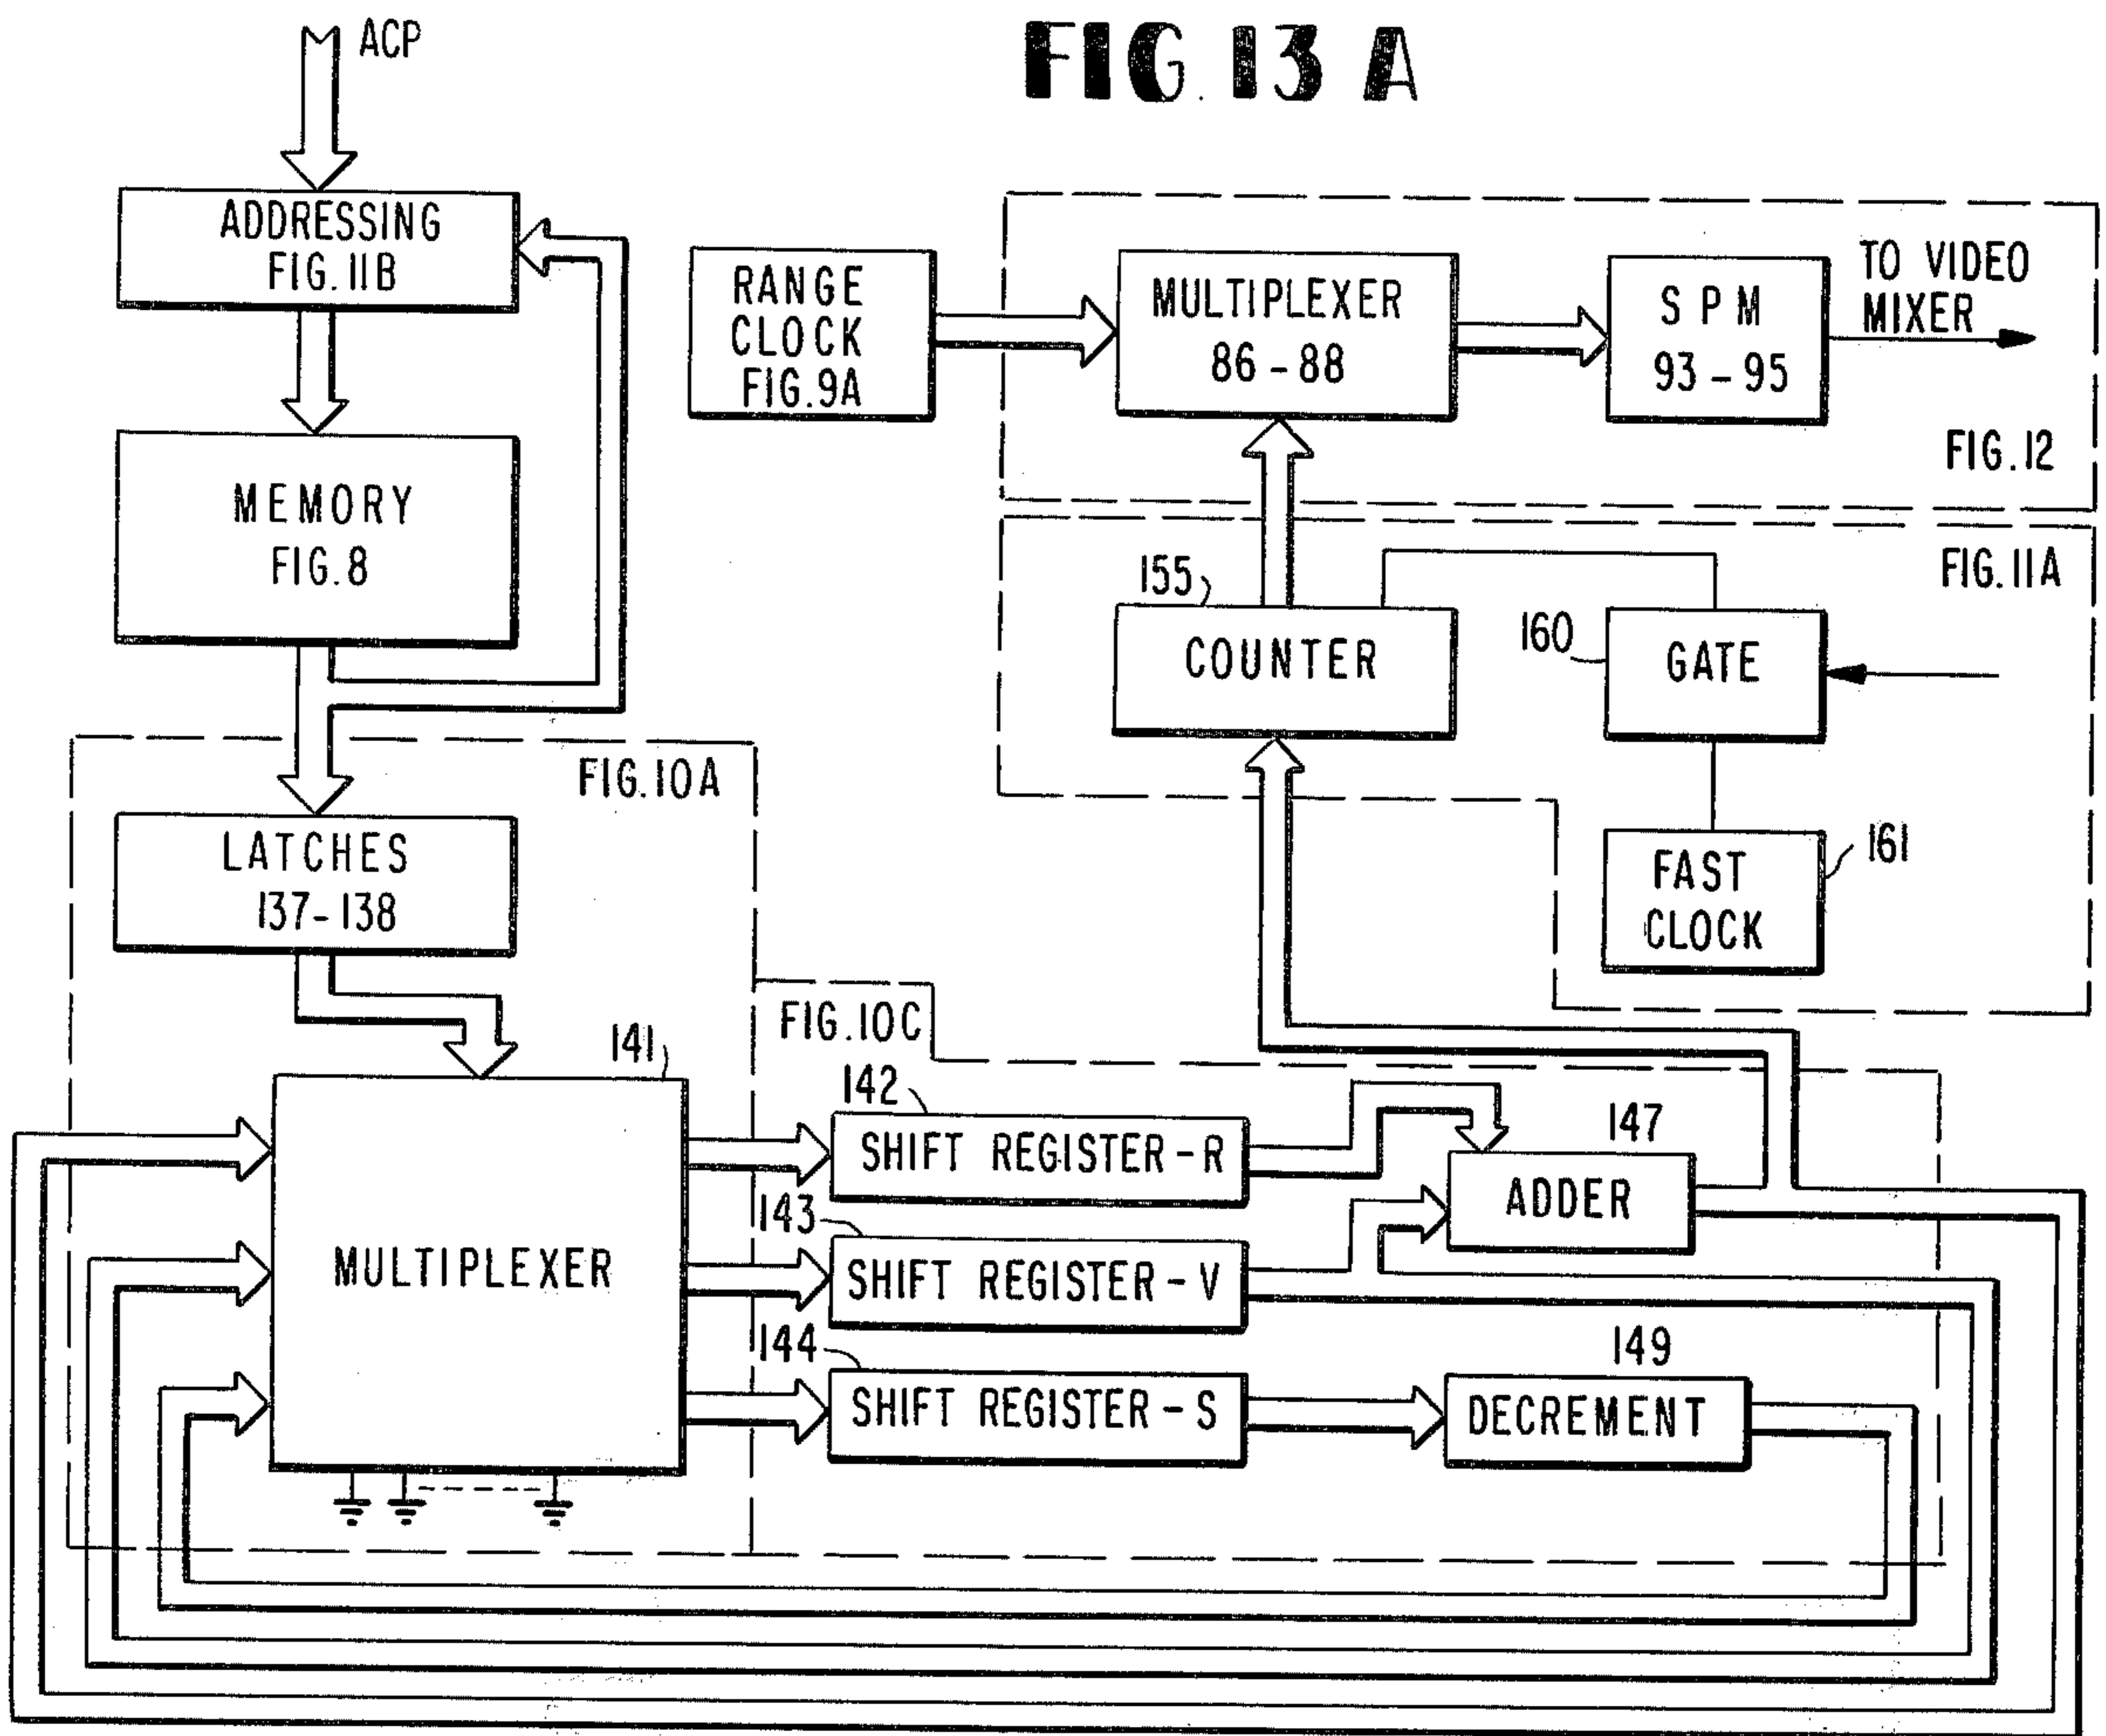 FIG. 13 A
ACP
ADDRESSING
FIG. 11B
MEMORY
FIG. 8
RANGE
CLOCK
FIG. 9A
MULTIPLEXER
86 - 88
S P M
93 - 95
TO VIDEO
MIXER
FIG. 12
FIG. 11A
155
COUNTER
160
GATE
FAST
CLOCK
161
FIG. 10A
LATCHES
137 - 138
FIG. 10C
141
MULTIPLEXER
142
SHIFT REGISTER - R
143
SHIFT REGISTER - V
144
SHIFT REGISTER - S
147
ADDER
149
DECREMENT